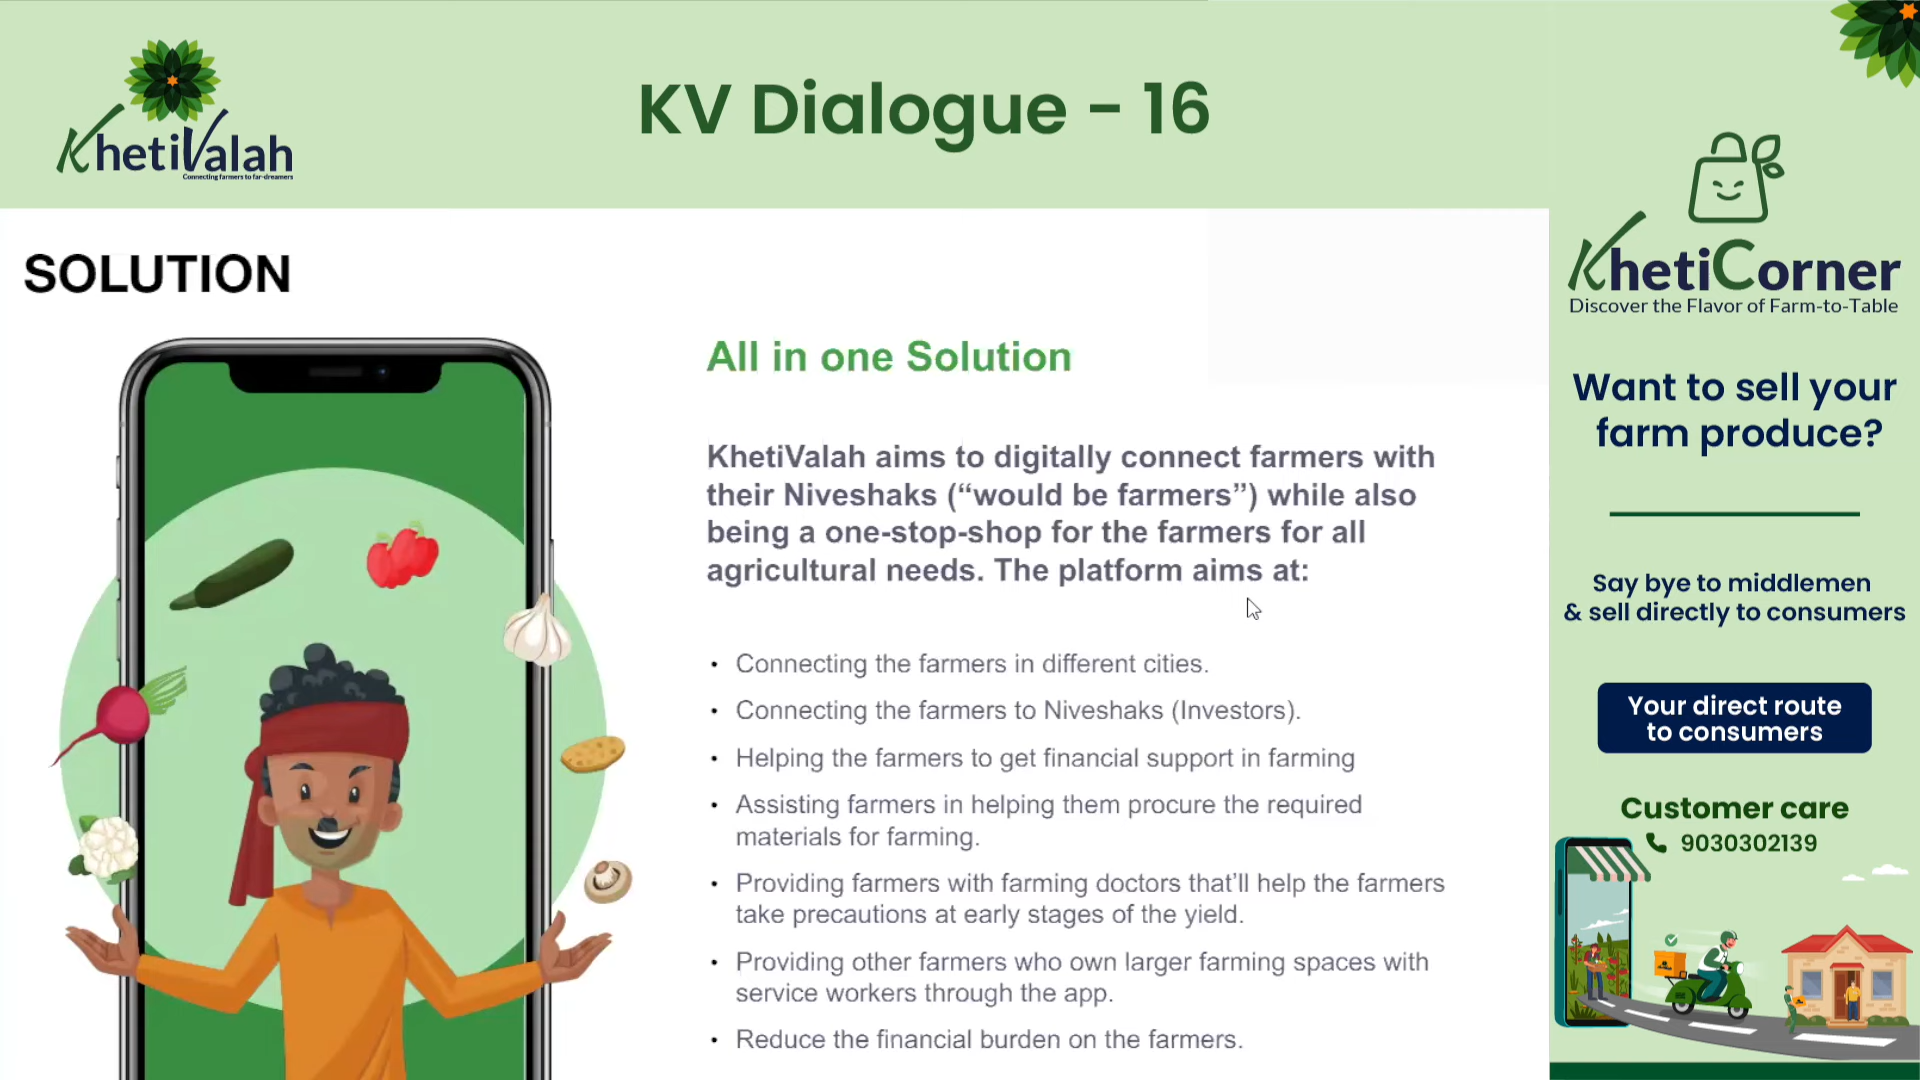 KhetiValah
Connecting farmers to far-dreamers
KV Dialogue - 16
SOLUTION
All in one Solution
KhetiValah aims to digitally connect farmers with
their Niveshaks (“would be farmers”) while also
being a one-stop-shop for the farmers for all
agricultural needs. The platform aims at:
• Connecting the farmers in different cities.
• Connecting the farmers to Niveshaks (Investors).
• Helping the farmers to get financial support in farming
• Assisting farmers in helping them procure the required
materials for farming.
• Providing farmers with farming doctors that’ll help the farmers
take precautions at early stages of the yield.
• Providing other farmers who own larger farming spaces with
service workers through the app.
• Reduce the financial burden on the farmers.
KhetiCorner
Discover the Flavor of Farm-to-Table
Want to sell your
farm produce?
Say bye to middlemen
& sell directly to consumers
Your direct route
to consumers
Customer care
9030302139